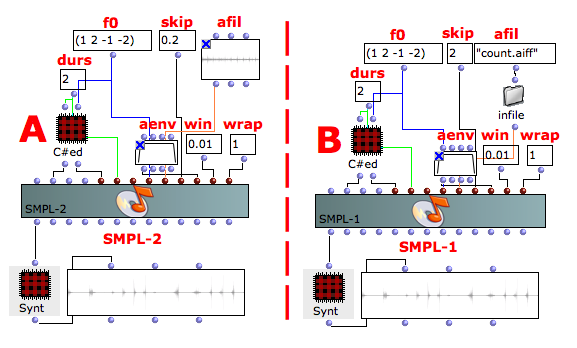 f0
skip
afil
(1 2 -1 -2)
0.2
durs
2
A
C#ed
aenv
win
wrap
0.01
1
SMPL-2
SMPL-2
Synt
f0
skip
afil
(1 2 -1 -2)
2
"count.aiff"
durs
2
infile
B
C#ed
aenv
win
wrap
0.01
1
SMPL-1
SMPL-1
Synt